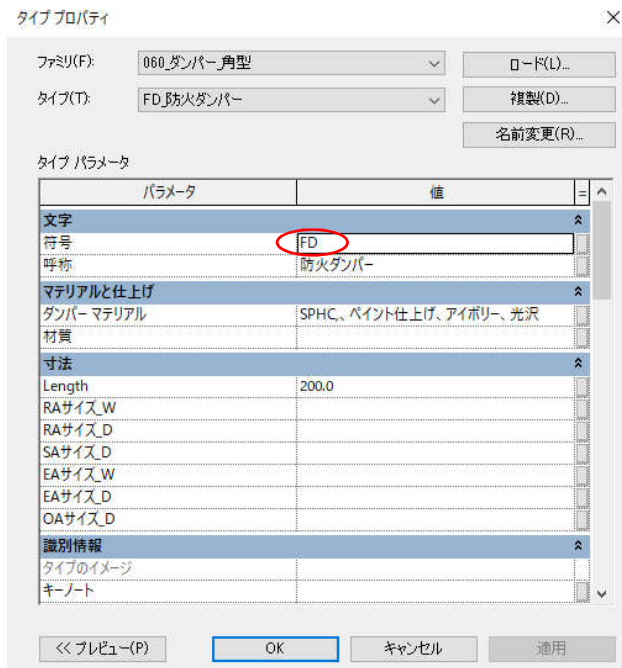 タイプ プロパティ
ファミリ(F): 060_ダンパー_角型 ロード(L)...
タイプ(T): FD_防火ダンパー 複製(D)...
名前変更(R)...
タイプ パラメータ
パラメータ 値 =
文字
符号 FD
呼称 防火ダンパー
マテリアルと仕上げ
ダンパー マテリアル SPHC,、ペイント仕上げ、アイボリー、光沢
材質
寸法
Length 200.0
RAサイズ_W
RAサイズ_D
SAサイズ_D
EAサイズ_W
EAサイズ_D
OAサイズ_D
識別情報
タイプのイメージ
キーノート
<< プレビュー(P) OK キャンセル 適用